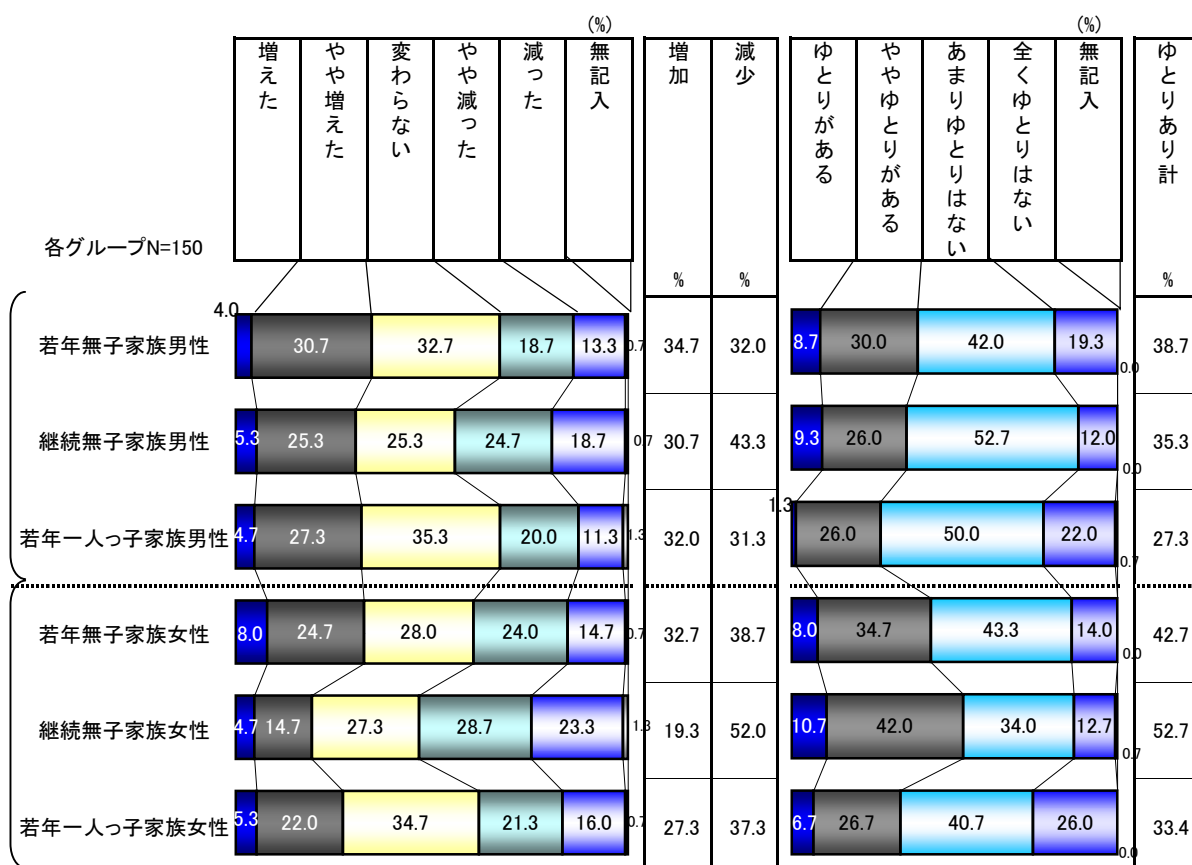 (%)
(%)
増えた
やや増えた
変わらない
やや減った
減った
無記入
増加
減少
ゆとりがある
ややゆとりがある
あまりゆとりはない
全くゆとりはない
無記入
ゆとりあり計
各グループN=150
% % %
若年無子家族男性 4.0 30.7 32.7 18.7 13.3 0.7 34.7 32.0 8.7 30.0 42.0 19.3 0.0 38.7
継続無子家族男性 5.3 25.3 25.3 24.7 18.7 0.7 30.7 43.3 9.3 26.0 52.7 12.0 0.0 35.3
若年一人っ子家族男性 4.7 27.3 35.3 20.0 11.3 1.3 32.0 31.3 1.3 26.0 50.0 22.0 0.7 27.3
若年無子家族女性 8.0 24.7 28.0 24.0 14.7 0.7 32.7 38.7 8.0 34.7 43.3 14.0 0.0 42.7
継続無子家族女性 4.7 14.7 27.3 28.7 23.3 1.3 19.3 52.0 10.7 42.0 34.0 12.7 0.7 52.7
若年一人っ子家族女性 5.3 22.0 34.7 21.3 16.0 0.7 27.3 37.3 6.7 26.7 40.7 26.0 0.0 33.4